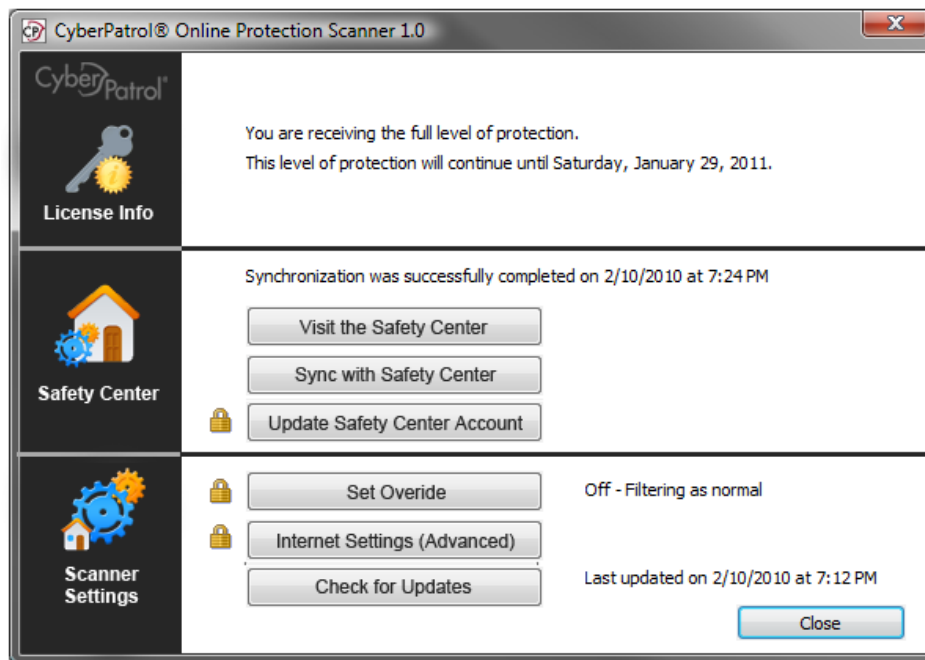 CyberPatrol® Online Protection Scanner 1.0
CyberPatrol
You are receiving the full level of protection.
This level of protection will continue until Saturday, January 29, 2011.
License Info
Synchronization was successfully completed on 2/10/2010 at 7:24 PM
Visit the Safety Center
Sync with Safety Center
Safety Center
Update Safety Center Account
Set Overide
Off - Filtering as normal
Internet Settings (Advanced)
Scanner
Settings
Check for Updates
Last updated on 2/10/2010 at 7:12 PM
Close